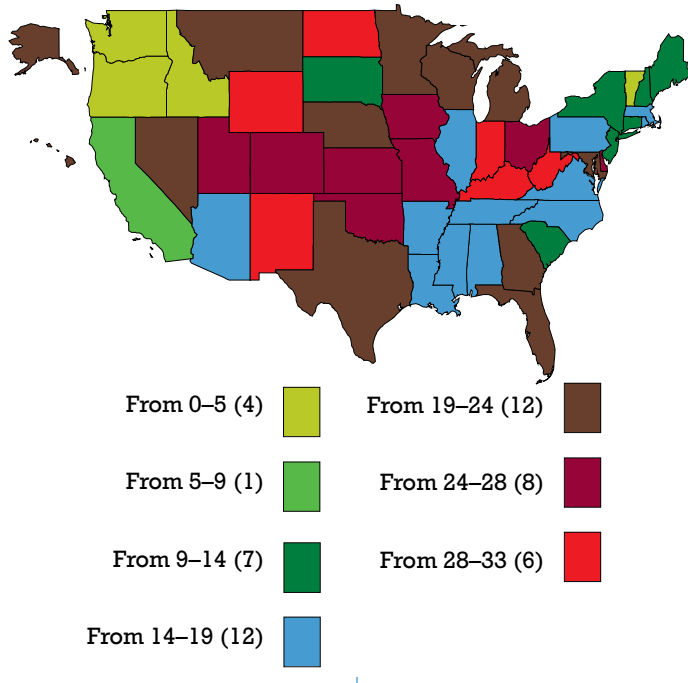 From 0–5 (4)
From 5–9 (1)
From 9–14 (7)
From 14–19 (12)
From 19–24 (12)
From 24–28 (8)
From 28–33 (6)